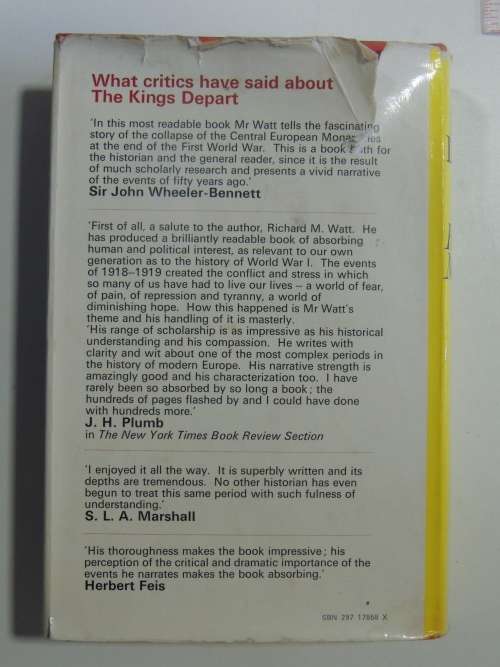 What critics have said about
The Kings Depart
'In this most readable book Mr Watt tells the fascinating
story of the collapse of the Central European
at the end of the First World War. This is a book for
the historian and the general reader, since it is the result
of much scholarly research and presents a vivid narrative
of the events of fifty years ago.'
Sir John Wheeler-Bennett
'First of all, a salute to the author, Richard M. Watt. He
has produced a brilliantly readable book of absorbing
human and political interest, as relevant to our own
generation as to the history of World War I. The events
of 1918–1919 created the conflict and stress in which
so many of us have had to live our lives – a world of fear,
of pain, of repression and tyranny, a world of
diminishing hope. How this happened is Mr Watt's
theme and his handling of it is masterly.
'His range of scholarship is as impressive as his historical
understanding and his compassion. He writes with
clarity and wit about one of the most complex periods in
the history of modern Europe. His narrative strength is
amazingly good and his characterization too. I have
rarely been so absorbed by so long a book; the
hundreds of pages flashed by and I could have done
with hundreds more.'
J. H. Plumb
in The New York Times Book Review Section
'I enjoyed it all the way. It is superbly written and its
depths are tremendous. No other historian has even
begun to treat this same period with such fulness of
understanding.'
S. L. A. Marshall
'His thoroughness makes the book impressive; his
perception of the critical and dramatic importance of the
events he narrates makes the book absorbing.'
Herbert Feis
SBN 297 17868 X